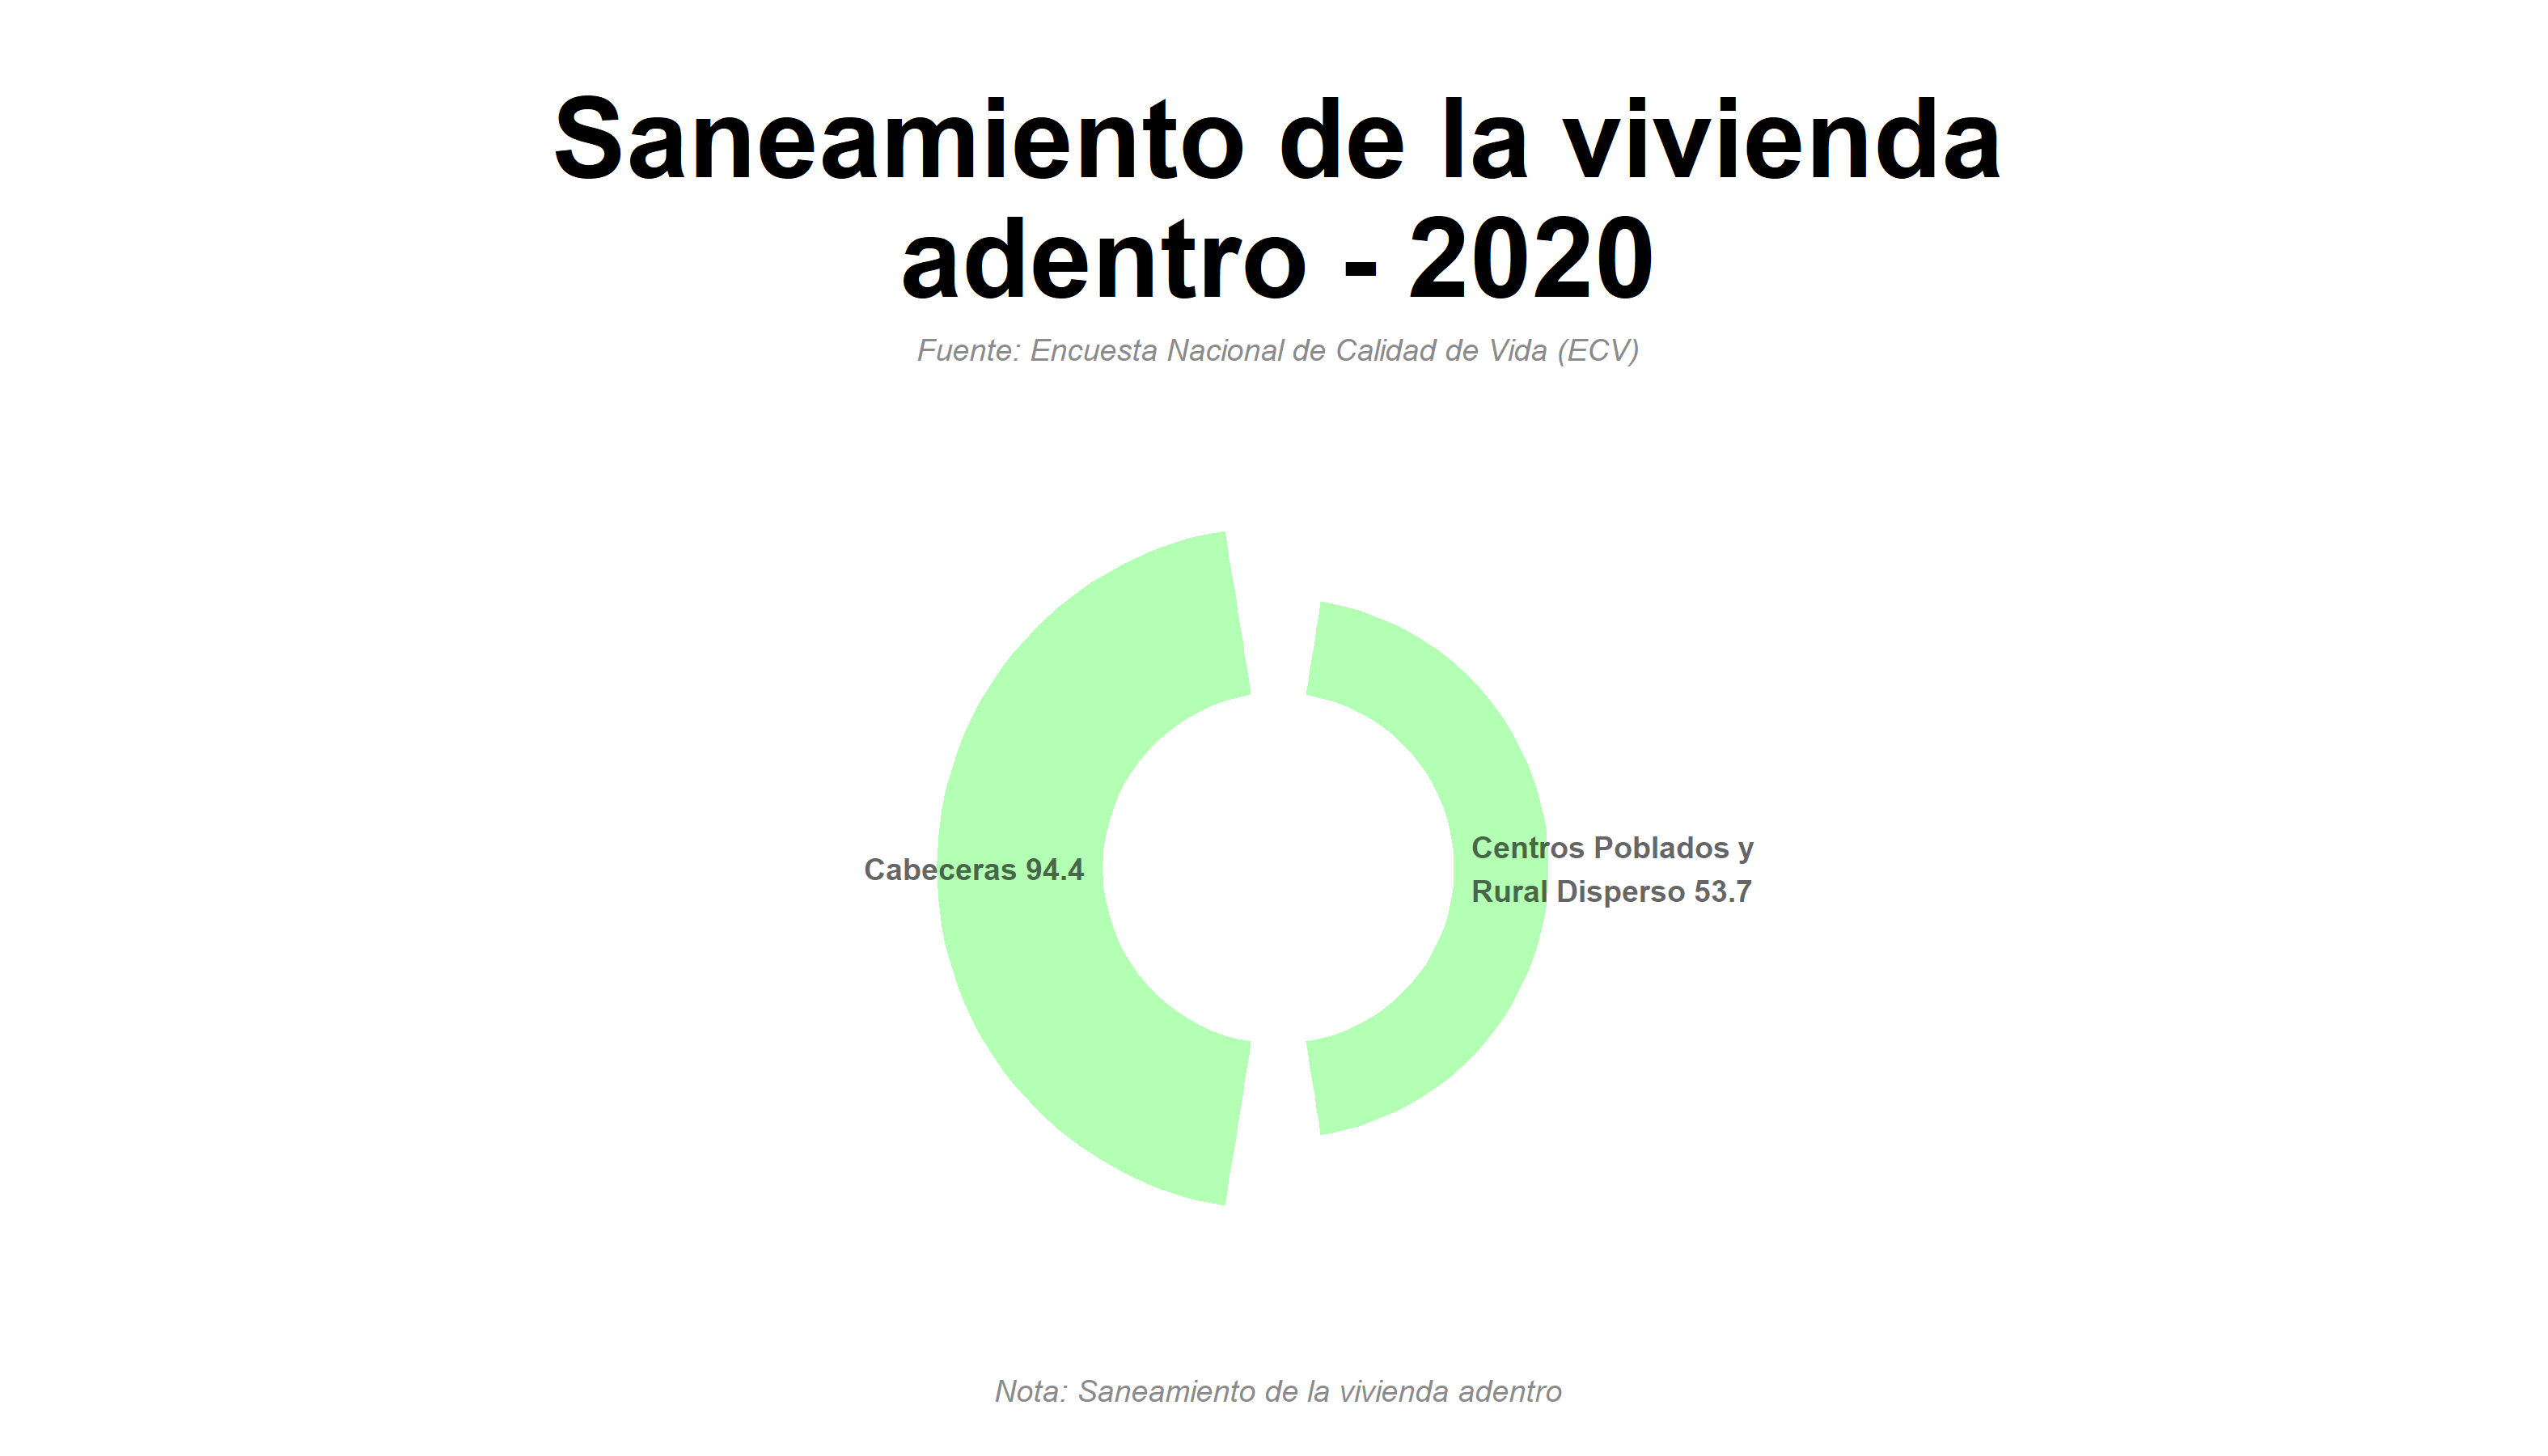 Saneamiento de la vivienda
adentro - 2020
Fuente: Encuesta Nacional de Calidad de Vida (ECV)
Cabeceras 94.4
Centros Poblados y
Rural Disperso 53.7
Nota: Saneamiento de la vivienda adentro